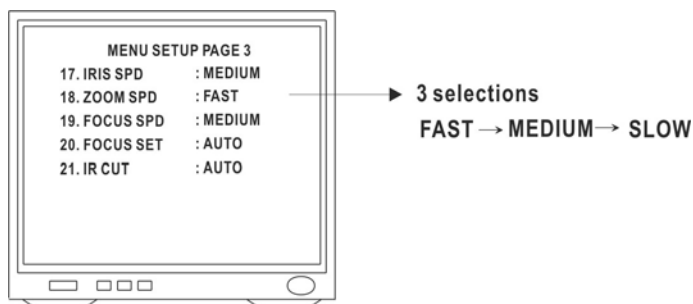 MENU SETUP PAGE 3
17. IRIS SPD : MEDIUM
18. ZOOM SPD : FAST
19. FOCUS SPD : MEDIUM
20. FOCUS SET : AUTO
21. IR CUT : AUTO
3 selections
FAST → MEDIUM → SLOW